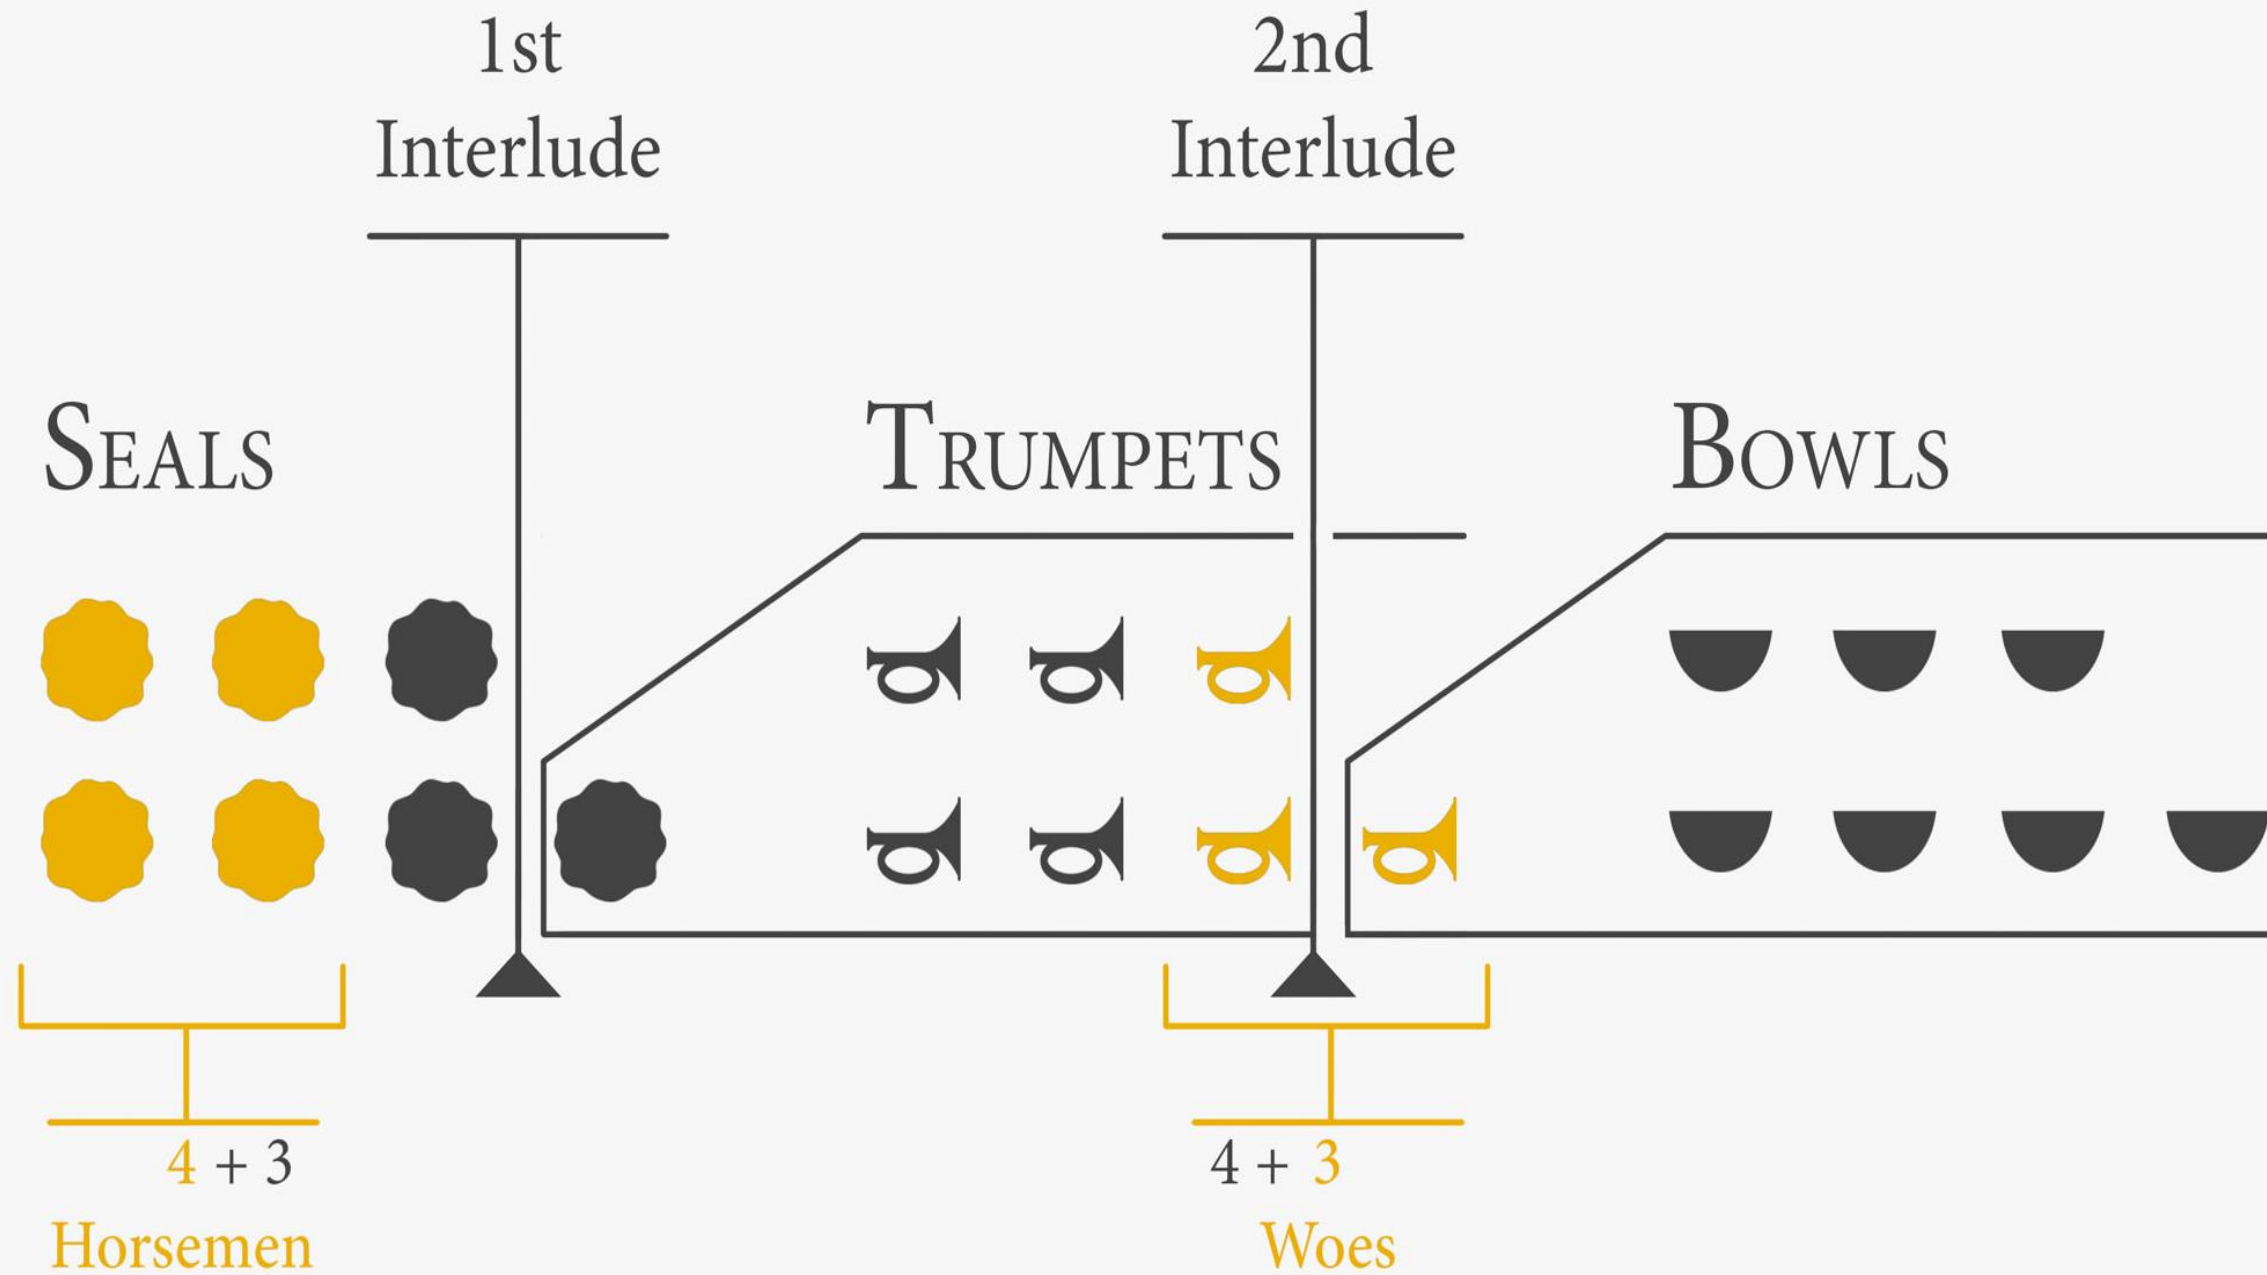 1st
Interlude
2nd
Interlude
SEALS
TRUMPETS
BOWLS
4 + 3
Horsemen
4 + 3
Woes